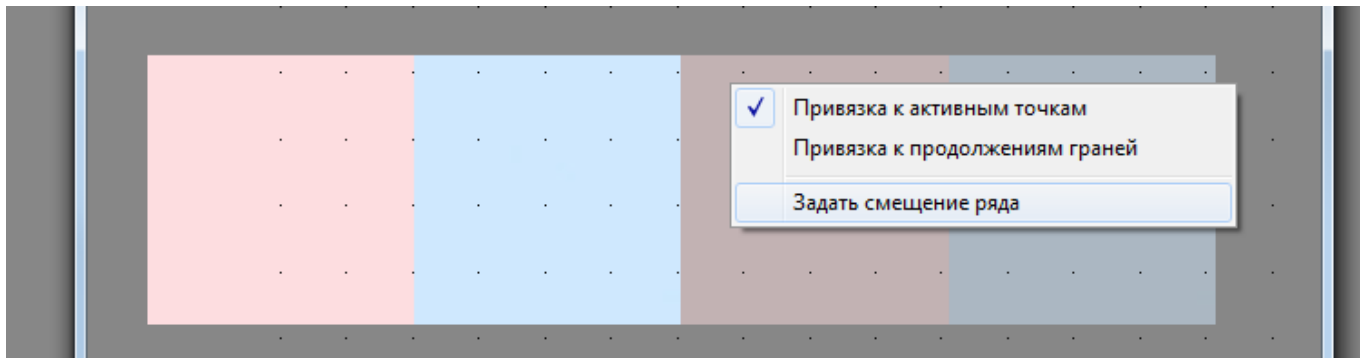 Привязка к активным точкам
Привязка к продолжениям граней
Задать смещение ряда